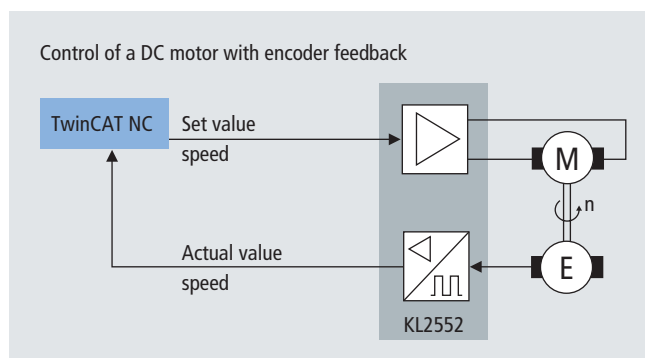 Control of a DC motor with encoder feedback
TwinCAT NC
Set value
speed
M
n
Actual value
speed
E
KL2552